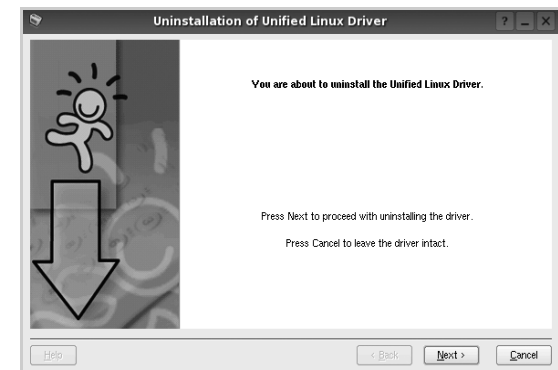 Uninstallation of Unified Linux Driver
You are about to uninstall the Unified Linux Driver.
Press Next to proceed with uninstalling the driver.
Press Cancel to leave the driver intact.
Help
< Back
Next >
Cancel